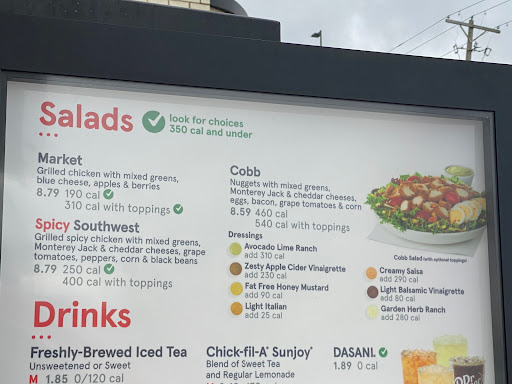 Salads
look for choices
350 cal and under
Market
Grilled chicken with mixed greens,
blue cheese, apples & berries
8.79 190 cal
310 cal with toppings
Spicy Southwest
Grilled spicy chicken with mixed greens,
Monterey Jack & cheddar cheeses, grape
tomatoes, peppers, corn & black beans
8.79 250 cal
400 cal with toppings
Cobb
Nuggets with mixed greens,
Monterey Jack & cheddar cheeses,
eggs, bacon, grape tomatoes & corn
8.59 460 cal
540 cal with toppings
Dressings
Avocado Lime Ranch
add 310 cal
Zesty Apple Cider Vinaigrette
add 230 cal
Fat Free Honey Mustard
add 90 cal
Light Italian
add 25 cal
Cobb Salad (with optional toppings)
Creamy Salsa
add 290 cal
Light Balsamic Vinaigrette
add 80 cal
Garden Herb Ranch
add 280 cal
Drinks
Freshly-Brewed Iced Tea
Unsweetened or Sweet
M 1.85 0/120 cal
Chick-fil-A® Sunjoy®
Blend of Sweet Tea
and Regular Lemonade
DASANI®
1.89 0 cal